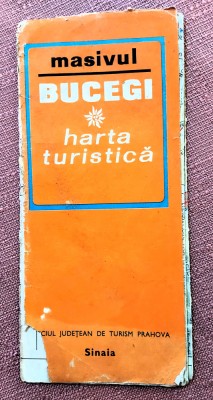 masivul
BUCEGI
harta
turistică
CIUL JUDEȚEAN DE TURISM PRAHOVA
Sinaia